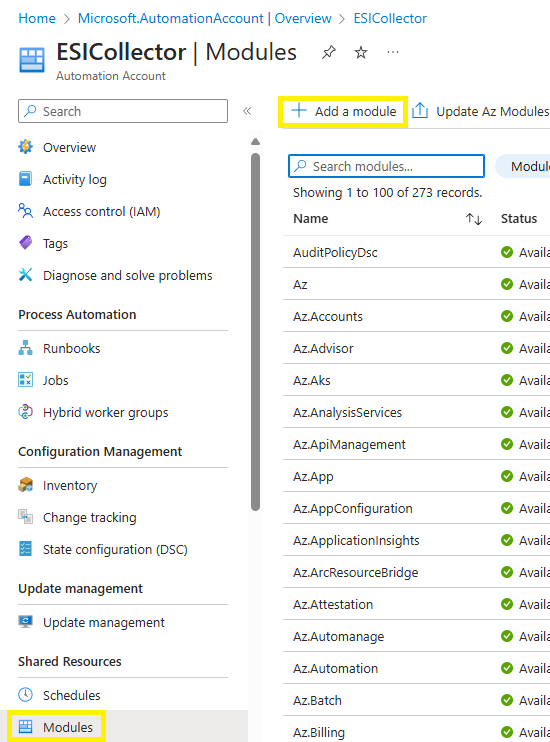 Home > Microsoft.AutomationAccount | Overview > ESICollector
ESICollector | Modules
Automation Account
Search
Overview
Activity log
Access control (IAM)
Tags
Diagnose and solve problems
Process Automation
Runbooks
Jobs
Hybrid worker groups
Configuration Management
Inventory
Change tracking
State configuration (DSC)
Update management
Update management
Shared Resources
Schedules
Modules
Add a module
Update Az Modules
Search modules...
Modul
Showing 1 to 100 of 273 records.
Name Status
AuditPolicyDsc Availa
Az Availa
Az.Accounts Availa
Az.Advisor Availa
Az.Aks Availa
Az.AnalysisServices Availa
Az.ApiManagement Availa
Az.App Availa
Az.AppConfiguration Availa
Az.ApplicationInsights Availa
Az.ArcResourceBridge Availa
Az.Attestation Availa
Az.Automanage Availa
Az.Automation Availa
Az.Batch Availa
Az.Billing Availa